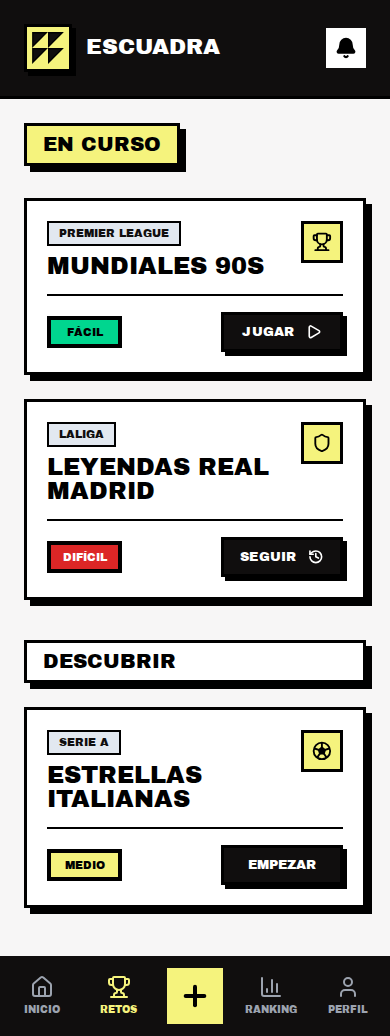 ESCUADRA
EN CURSO
PREMIER LEAGUE
MUNDIALES 90S
FÁCIL
JUGAR
LALIGA
LEYENDAS REAL
MADRID
DIFÍCIL
SEGUIR
DESCUBRIR
SERIE A
ESTRELLAS
ITALIANAS
MEDIO
EMPEZAR
INICIO
RETOS
RANKING
PERFIL